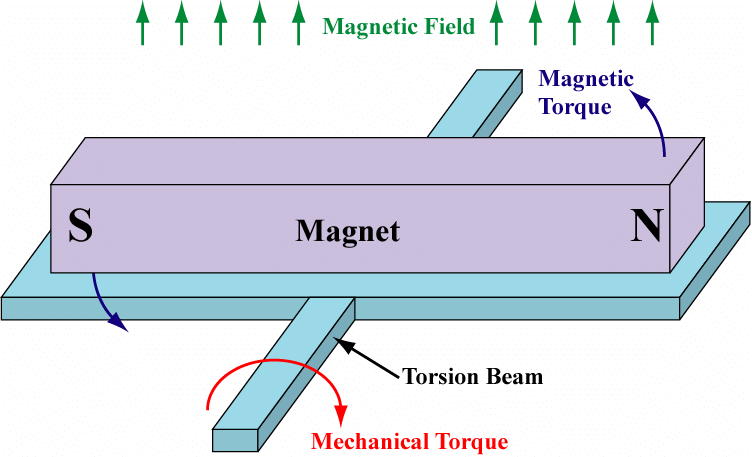 Magnetic Field
Magnetic
Torque
S
Magnet
N
Torsion Beam
Mechanical Torque